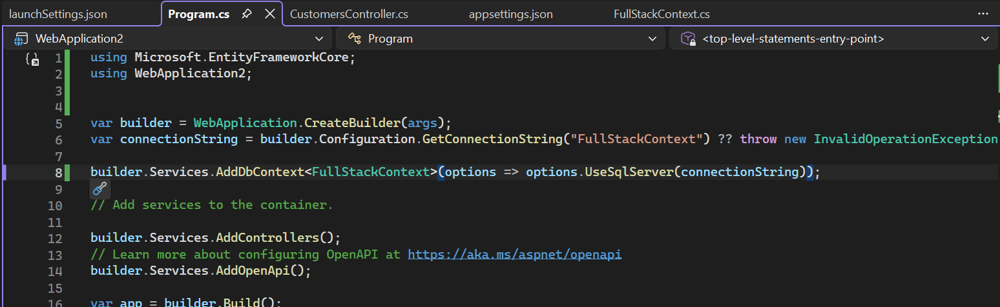 launchSettings.json Program.cs CustomersController.cs appsettings.json FullStackContext.cs ...
WebApplication2 Program <top-level-statements-entry-point>
1 using Microsoft.EntityFrameworkCore;
2 using WebApplication2;
3
4
5 var builder = WebApplication.CreateBuilder(args);
6 var connectionString = builder.Configuration.GetConnectionString("FullStackContext") ?? throw new InvalidOperationException
7
8 builder.Services.AddDbContext<FullStackContext>(options => options.UseSqlServer(connectionString));
9
10 // Add services to the container.
11
12 builder.Services.AddControllers();
13 // Learn more about configuring OpenAPI at https://aka.ms/aspnet/openapi
14 builder.Services.AddOpenApi();
15
16 var app = builder.Build();